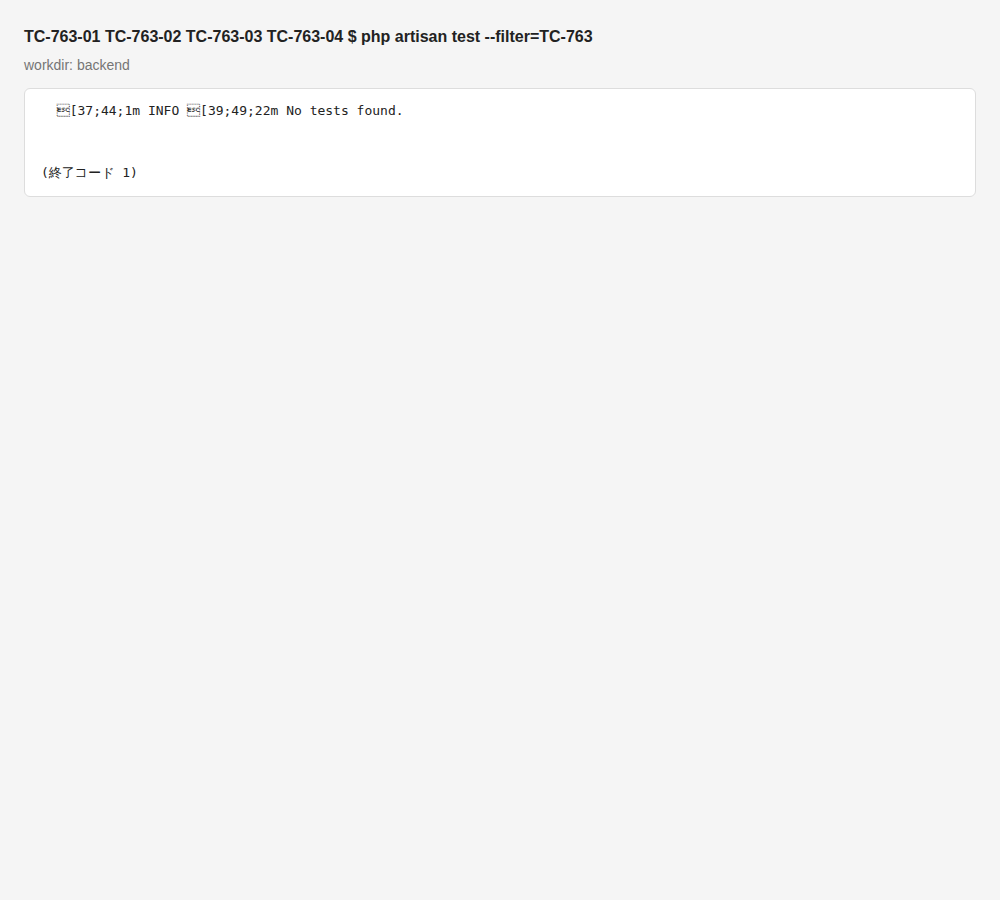 TC-763-01 TC-763-02 TC-763-03 TC-763-04 $ php artisan test --filter=TC-763
workdir: backend
␛[37;44;1m INFO ␛[39;49;22m No tests found.
(終了コード 1)